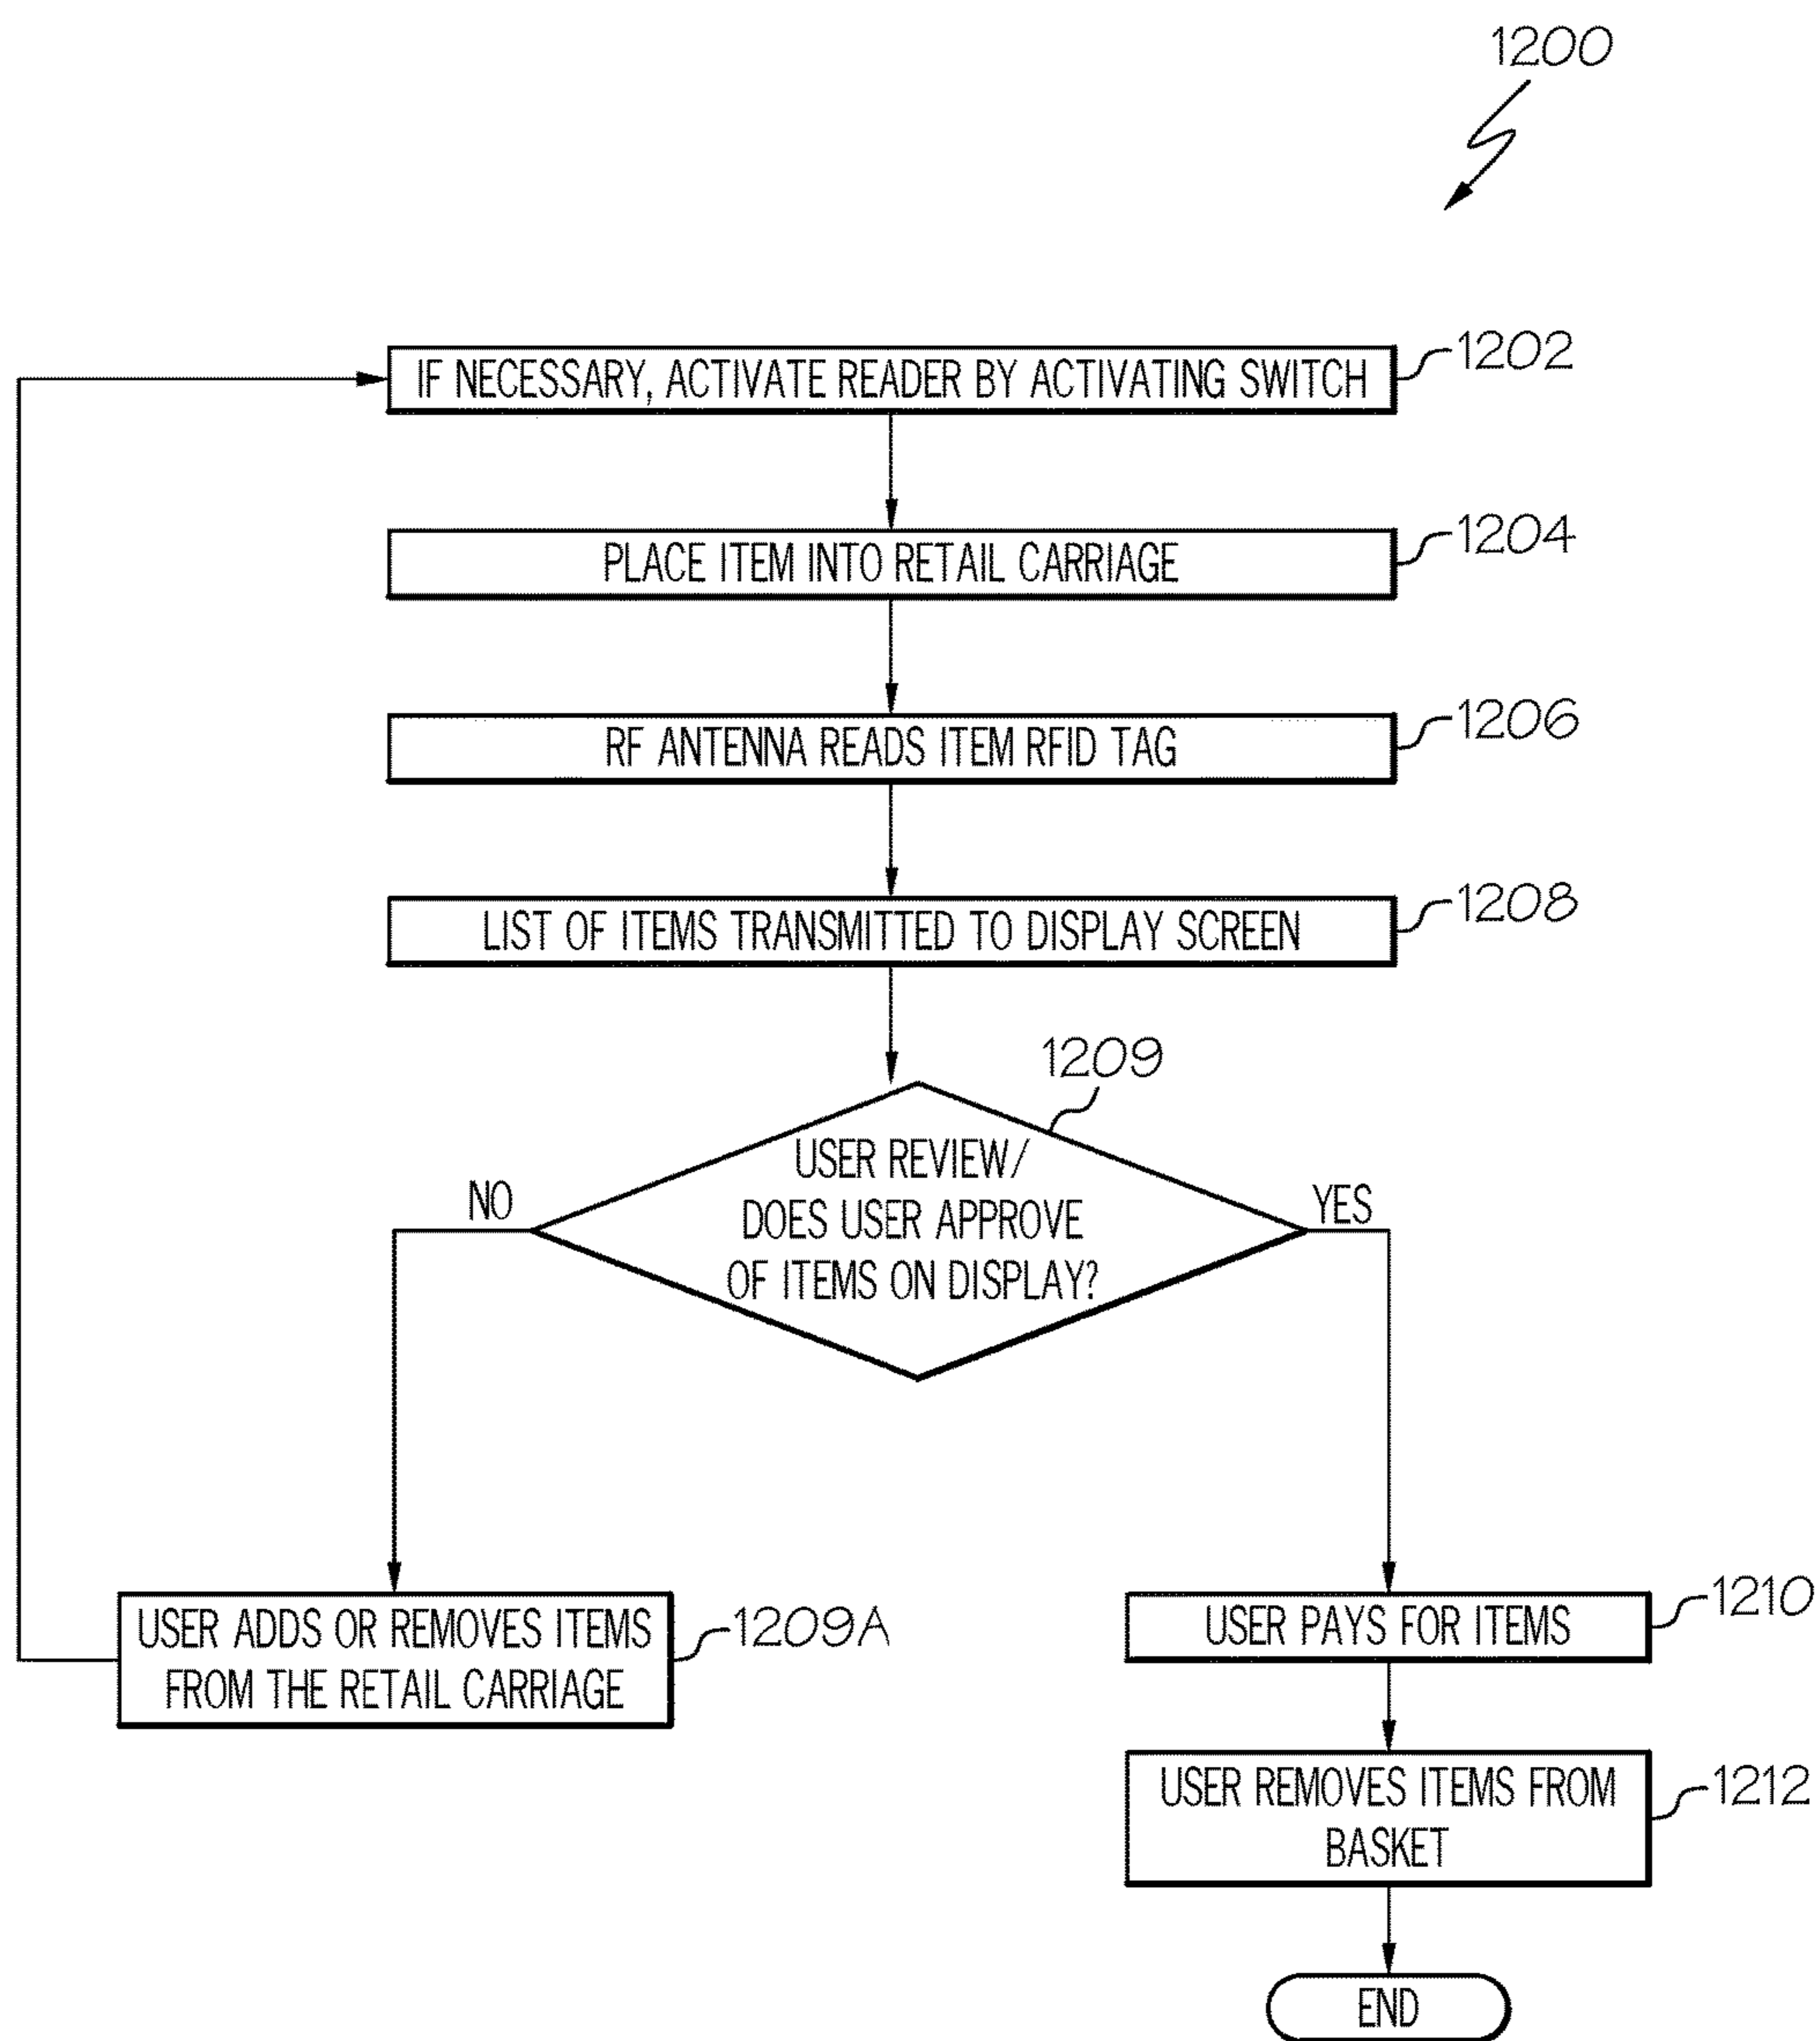 1200
IF NECESSARY, ACTIVATE READER BY ACTIVATING SWITCH
1202
PLACE ITEM INTO RETAIL CARRIAGE
1204
RF ANTENNA READS ITEM RFID TAG
1206
LIST OF ITEMS TRANSMITTED TO DISPLAY SCREEN
1208
1209
USER REVIEW/
DOES USER APPROVE
OF ITEMS ON DISPLAY?
NO
YES
USER ADDS OR REMOVES ITEMS
FROM THE RETAIL CARRIAGE
1209A
USER PAYS FOR ITEMS
1210
USER REMOVES ITEMS FROM
BASKET
1212
END